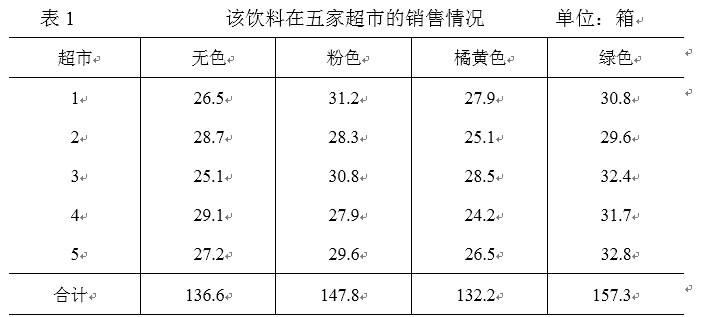 表 1 该饮料在五家超市的销售情况 单位：箱
超市 无色 粉色 橘黄色 绿色
1 26.5 31.2 27.9 30.8
2 28.7 28.3 25.1 29.6
3 25.1 30.8 28.5 32.4
4 29.1 27.9 24.2 31.7
5 27.2 29.6 26.5 32.8
合计 136.6 147.8 132.2 157.3